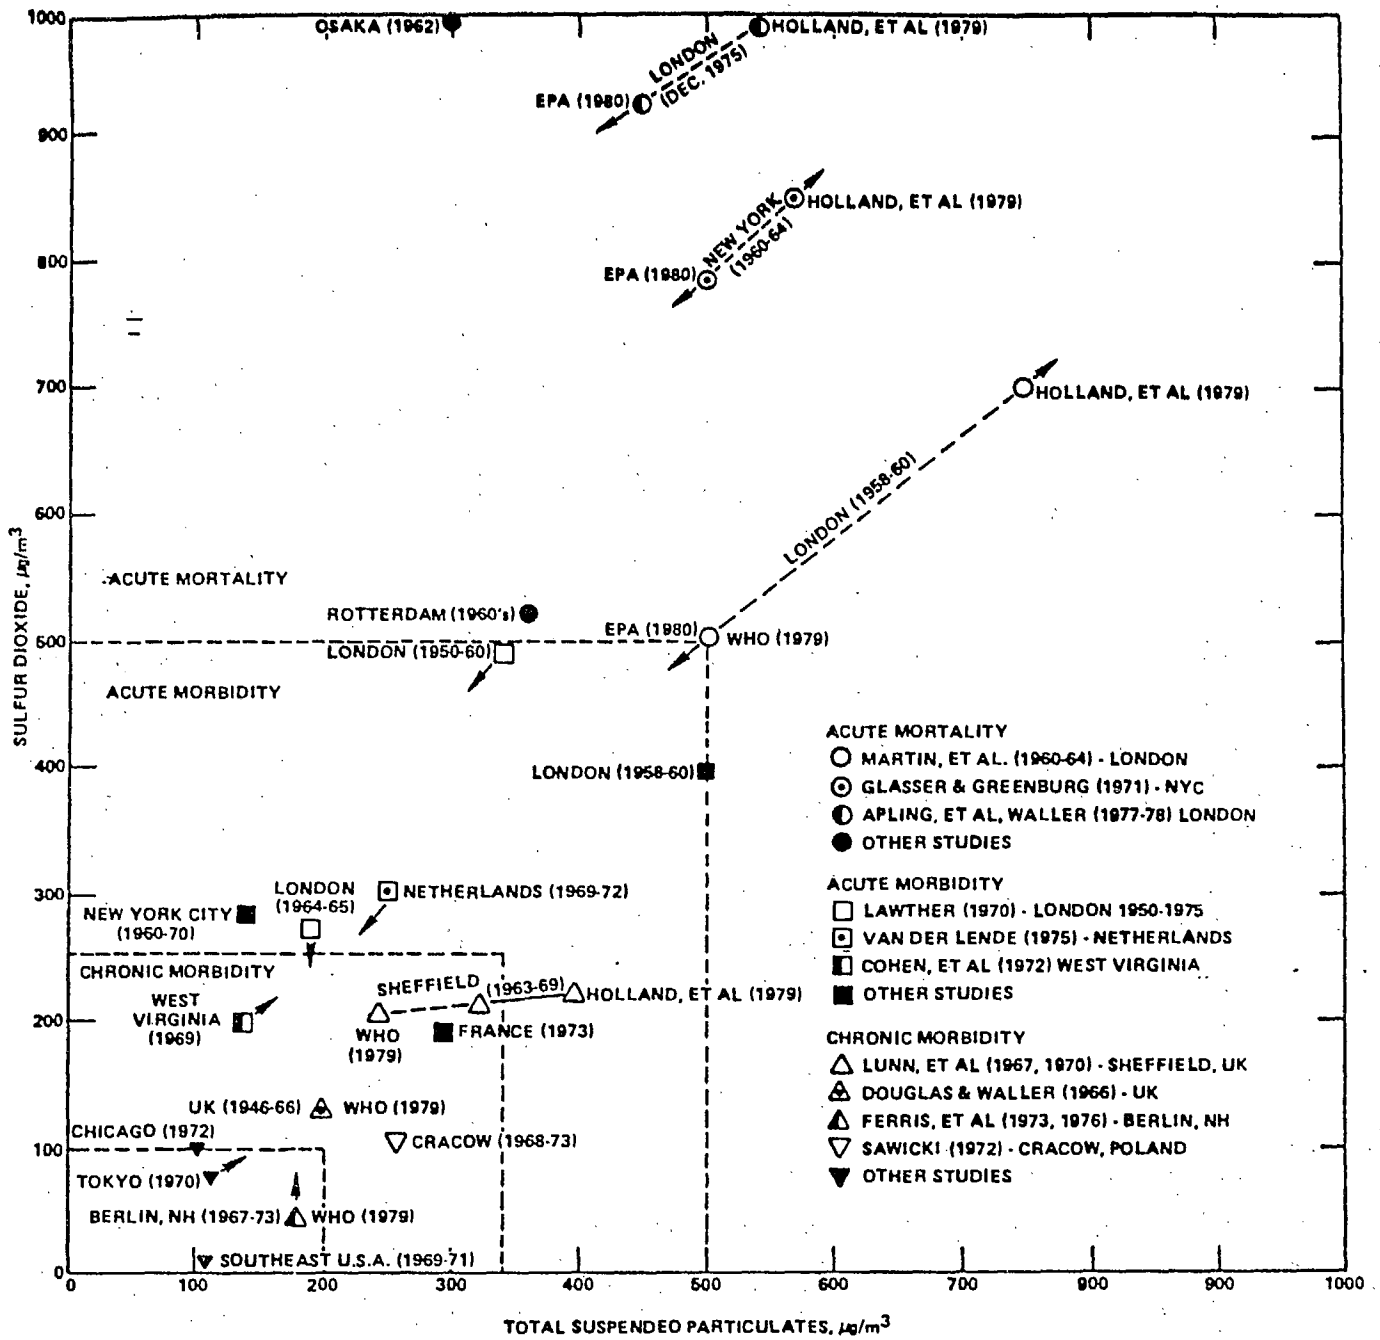 1000
OSAKA (1962)
HOLLAND, ET AL (1979)
LONDON
(DEC, 1975)
EPA (1980)
900
HOLLAND, ET AL (1979)
NEW YORK
(1960-64)
800
EPA (1980)
700
HOLLAND, ET AL (1979)
LONDON (1958-60)
600
SULFUR DIOXIDE, µg/m3
ACUTE MORTALITY
ROTTERDAM (1960's)
EPA (1980)
WHO (1979)
500
LONDON (1950-60)
ACUTE MORBIDITY
400
LONDON (1958-60)
ACUTE MORTALITY
MARTIN, ET AL. (1960-64) - LONDON
GLASSER & GREENBURG (1971) - NYC
APLING, ET AL, WALLER (1977-78) LONDON
OTHER STUDIES
ACUTE MORBIDITY
LAWTHER (1970) - LONDON 1950-1975
VAN DER LENDE (1975) - NETHERLANDS
COHEN, ET AL (1972) WEST VIRGINIA
OTHER STUDIES
CHRONIC MORBIDITY
LUNN, ET AL (1967, 1970) - SHEFFIELD, UK
DOUGLAS & WALLER (1966) - UK
FERRIS, ET AL (1973, 1976) - BERLIN, NH
SAWICKI (1972) - CRACOW, POLAND
OTHER STUDIES
300
LONDON
(1964-65)
NETHERLANDS (1969-72)
NEW YORK CITY
(1960-70)
CHRONIC MORBIDITY
SHEFFIELD (1963-69)
HOLLAND, ET AL (1979)
WEST
VIRGINIA
(1969)
200
WHO
(1979)
FRANCE (1973)
UK (1946-66)
WHO (1979)
CHICAGO (1972)
CRACOW (1968-73)
100
TOKYO (1970)
BERLIN, NH (1967-73)
WHO (1979)
SOUTHEAST U.S.A. (1969-71)
0
0 100 200 300 400 500 600 700 800 900 1000
TOTAL SUSPENDED PARTICULATES, µg/m3